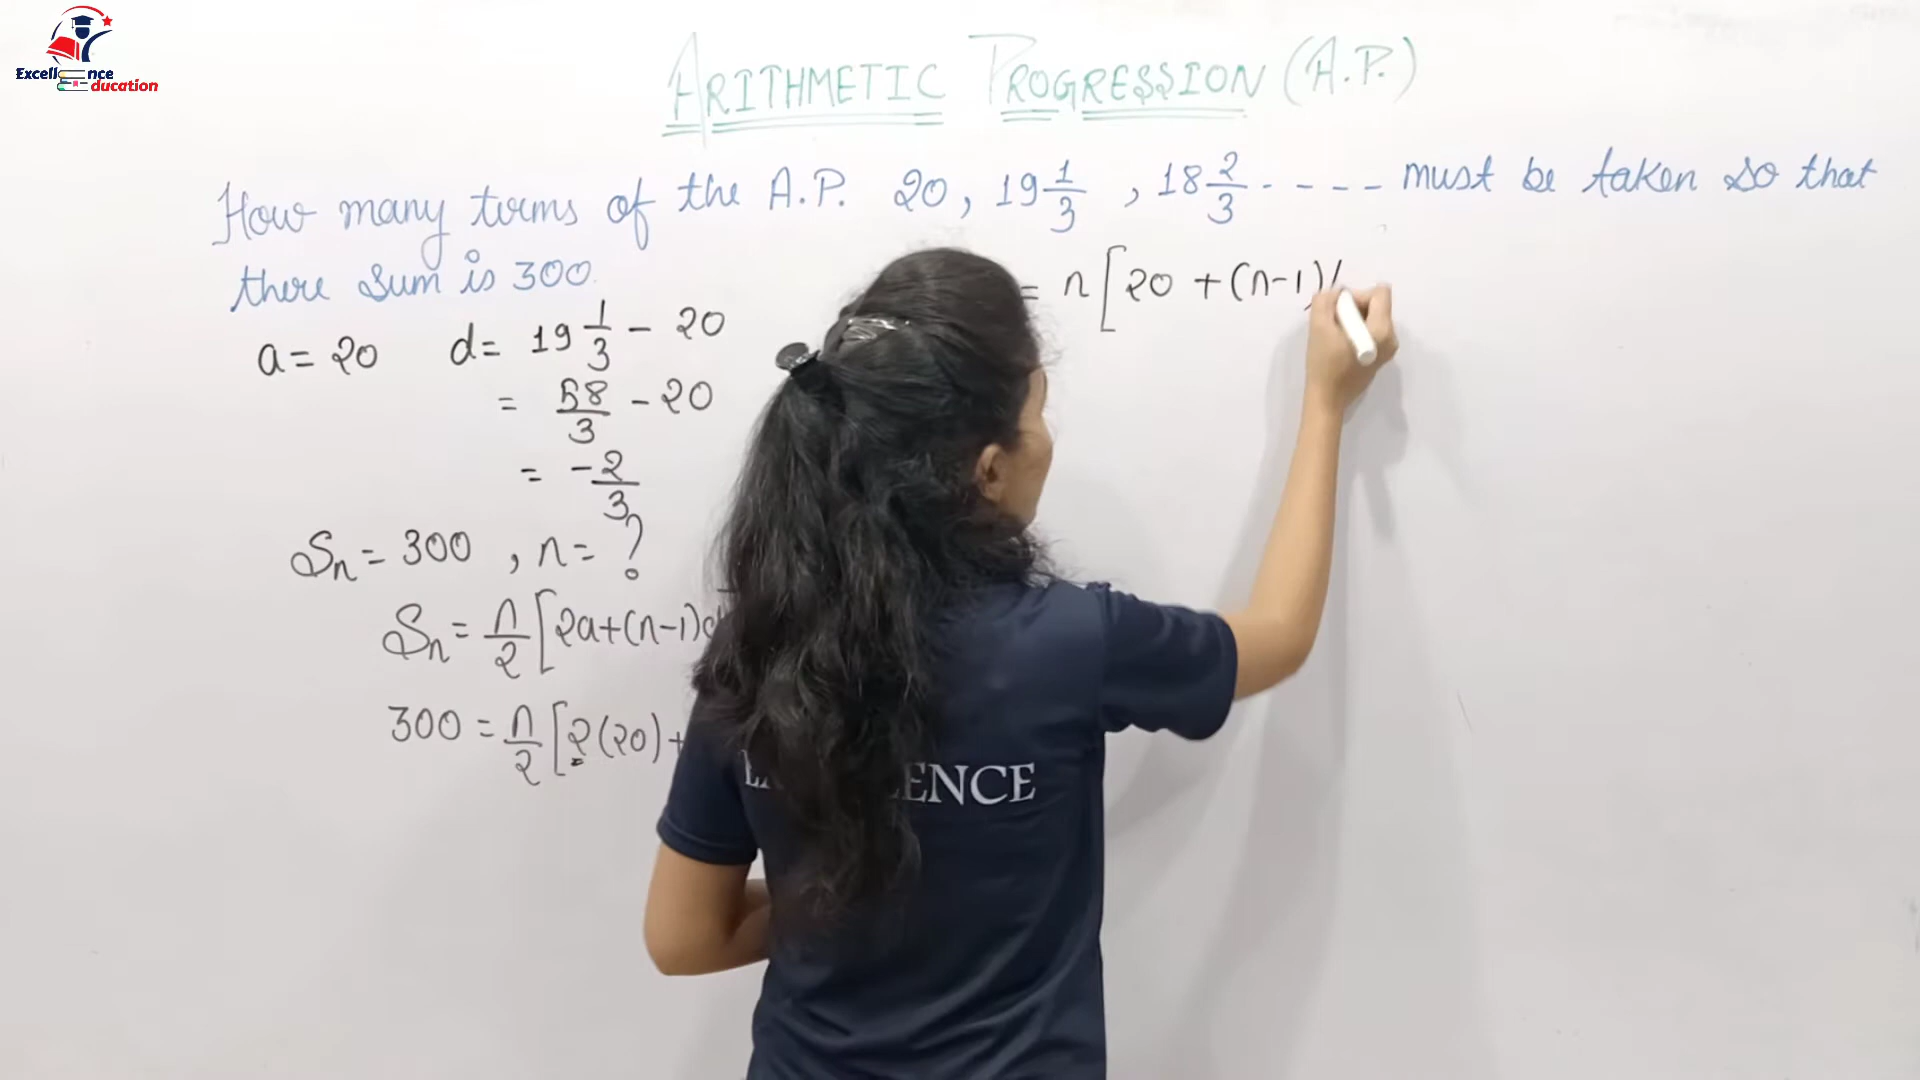 Excellence
Education
ARITHMETIC PROGRESSION (A.P.)
How many terms of the A.P. 20, 19 1/3, 18 2/3 ----- must be taken so that
there sum is 300.
a = 20 d = 19 1/3 - 20
= 58/3 - 20
= -2/3
Sn = 300 , n = ?
Sn = n/2 [2a+(n-1)d
300 = n/2 [2(20)+
= n [20 + (n-1)(
ENCE